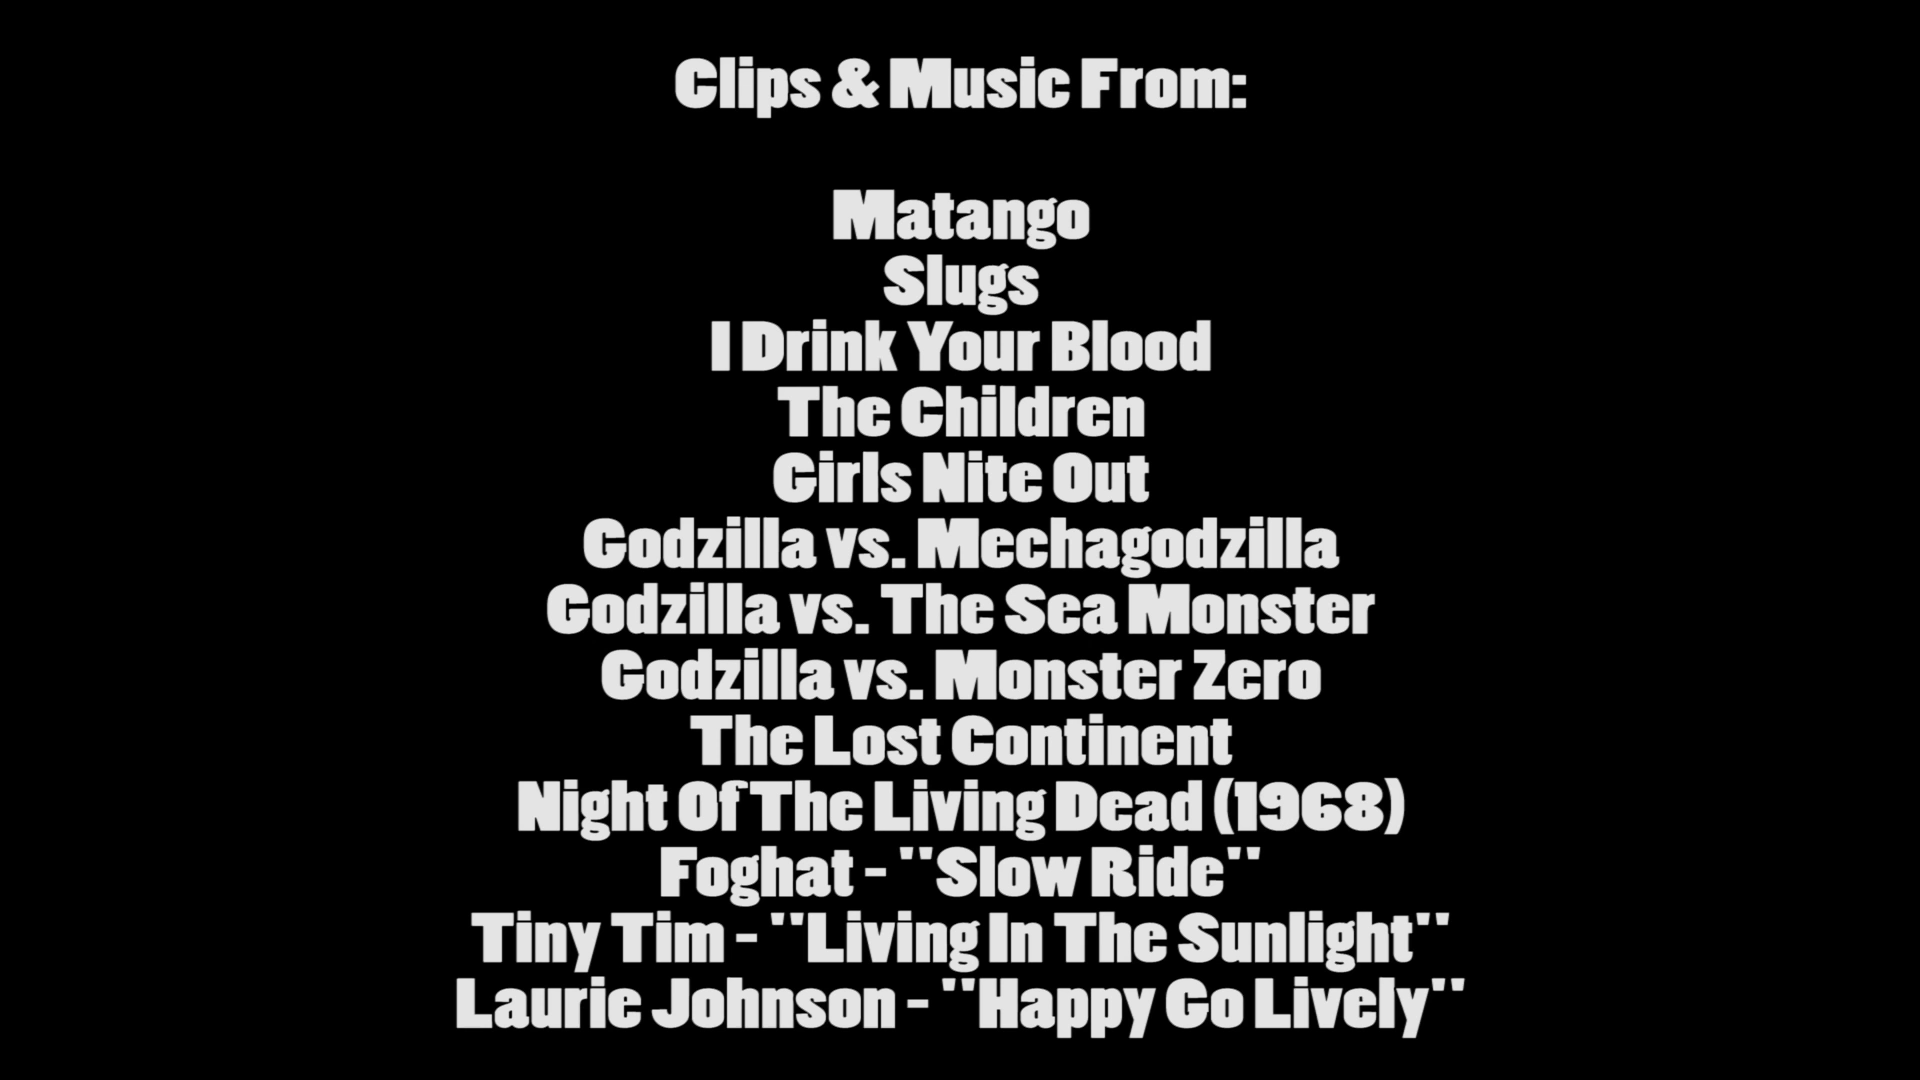 Clips & Music From:
Matango
Slugs
I Drink Your Blood
The Children
Girls Nite Out
Godzilla vs. Mechagodzilla
Godzilla vs. The Sea Monster
Godzilla vs. Monster Zero
The Lost Continent
Night Of The Living Dead (1968)
Foghat - "Slow Ride"
Tiny Tim - "Living In The Sunlight"
Laurie Johnson - "Happy Go Lively"